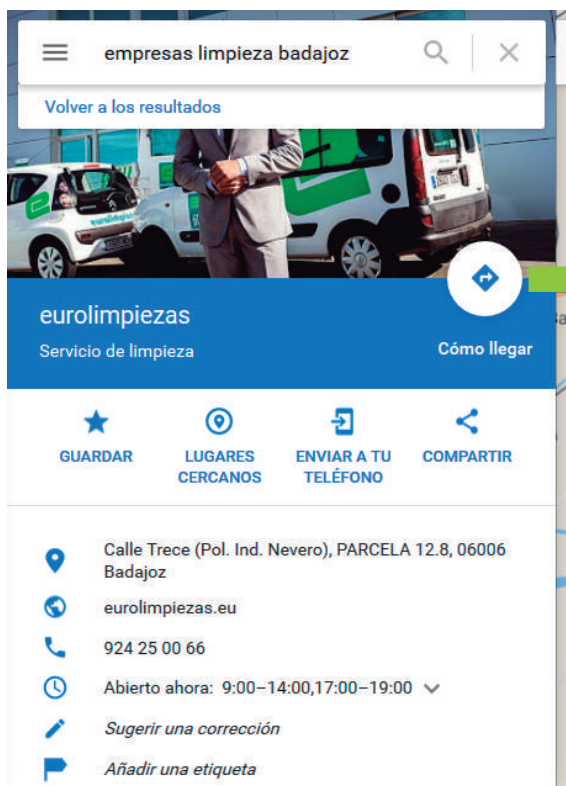 empresas limpieza badajoz
Volver a los resultados
eurolimpiezas
Servicio de limpieza
Cómo llegar
GUARDAR
LUGARES
CERCANOS
ENVIAR A TU
TELÉFONO
COMPARTIR
Calle Trece (Pol. Ind. Nevero), PARCELA 12.8, 06006
Badajoz
eurolimpiezas.eu
924 25 00 66
Abierto ahora: 9:00–14:00,17:00–19:00
Sugerir una corrección
Añadir una etiqueta